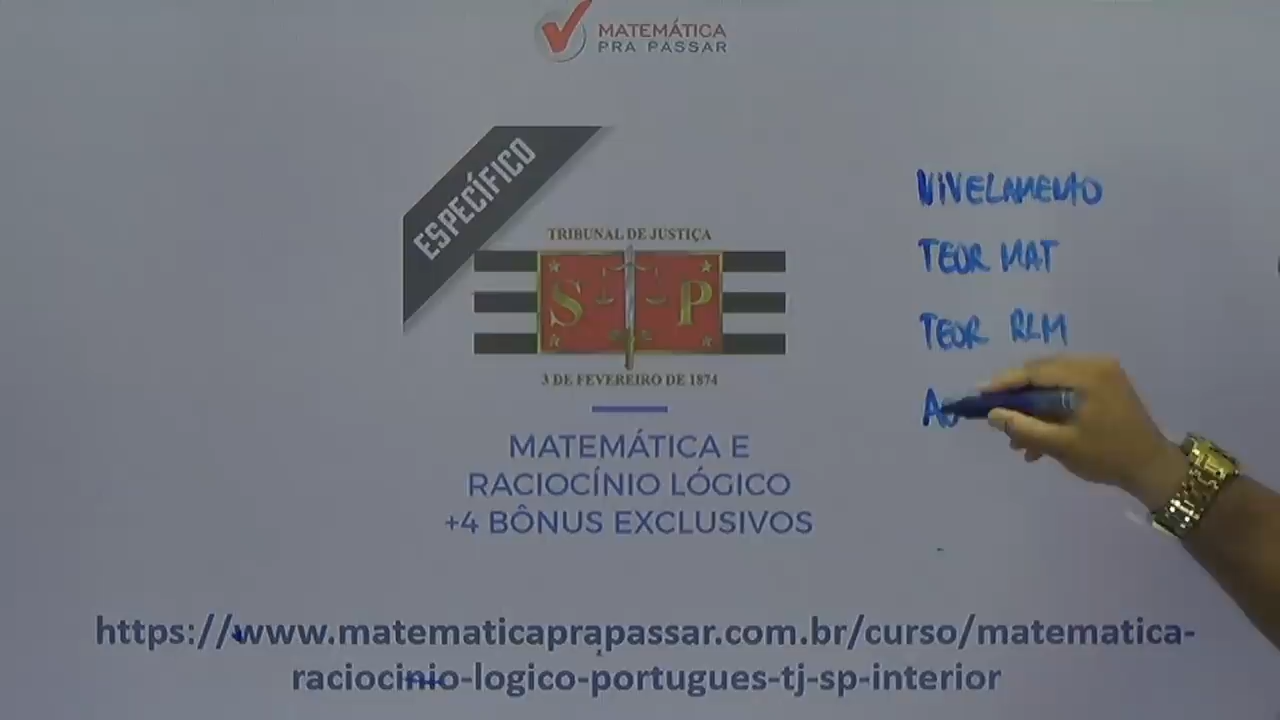 MATEMÁTICA
PRA PASSAR
ESPECÍFICO
TRIBUNAL DE JUSTIÇA
S P
3 DE FEVEREIRO DE 1874
MATEMÁTICA E
RACIOCÍNIO LÓGICO
+4 BÔNUS EXCLUSIVOS
NIVELAMENTO
TEOR MAT
TEOR RLM
https://www.matematicaprapassar.com.br/curso/matematica-
raciocinio-logico-portugues-tj-sp-interior